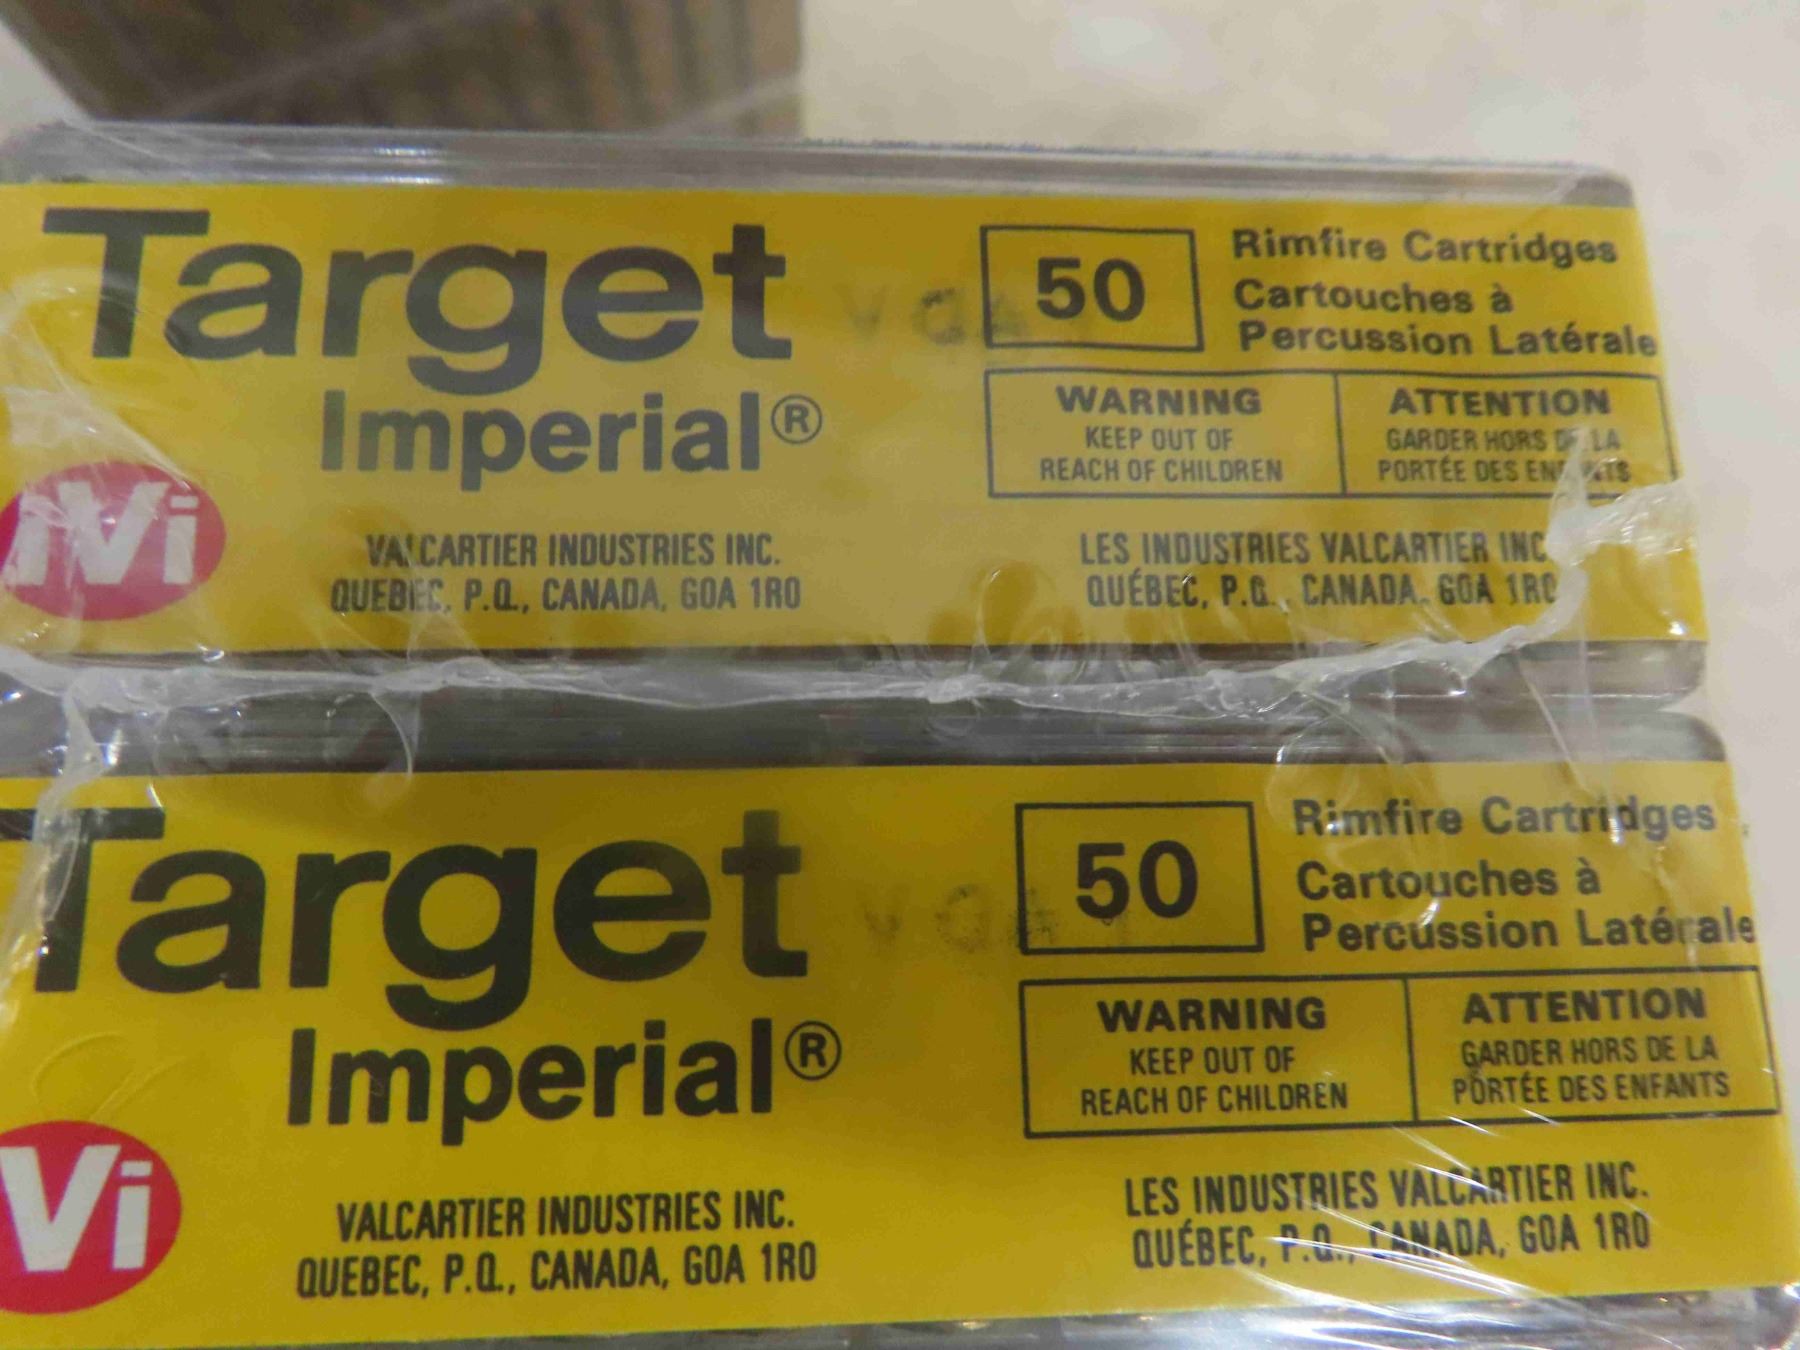 Target
Imperial®
iVi
VALCARTIER INDUSTRIES INC.
QUEBEC, P.Q., CANADA, GOA 1RO
50
Rimfire Cartridges
Cartouches à
Percussion Latérale
WARNING
KEEP OUT OF
REACH OF CHILDREN
ATTENTION
GARDER HORS DE LA
PORTÉE DES ENFANTS
LES INDUSTRIES VALCARTIER INC
QUÉBEC, P.Q., CANADA, GOA 1RO
Target
Imperial®
Vi
VALCARTIER INDUSTRIES INC.
QUEBEC, P.Q., CANADA, GOA 1RO
50
Rimfire Cartridges
Cartouches à
Percussion Latérale
WARNING
KEEP OUT OF
REACH OF CHILDREN
ATTENTION
GARDER HORS DE LA
PORTÉE DES ENFANTS
LES INDUSTRIES VALCARTIER INC.
QUÉBEC, P.Q., CANADA, GOA 1RO